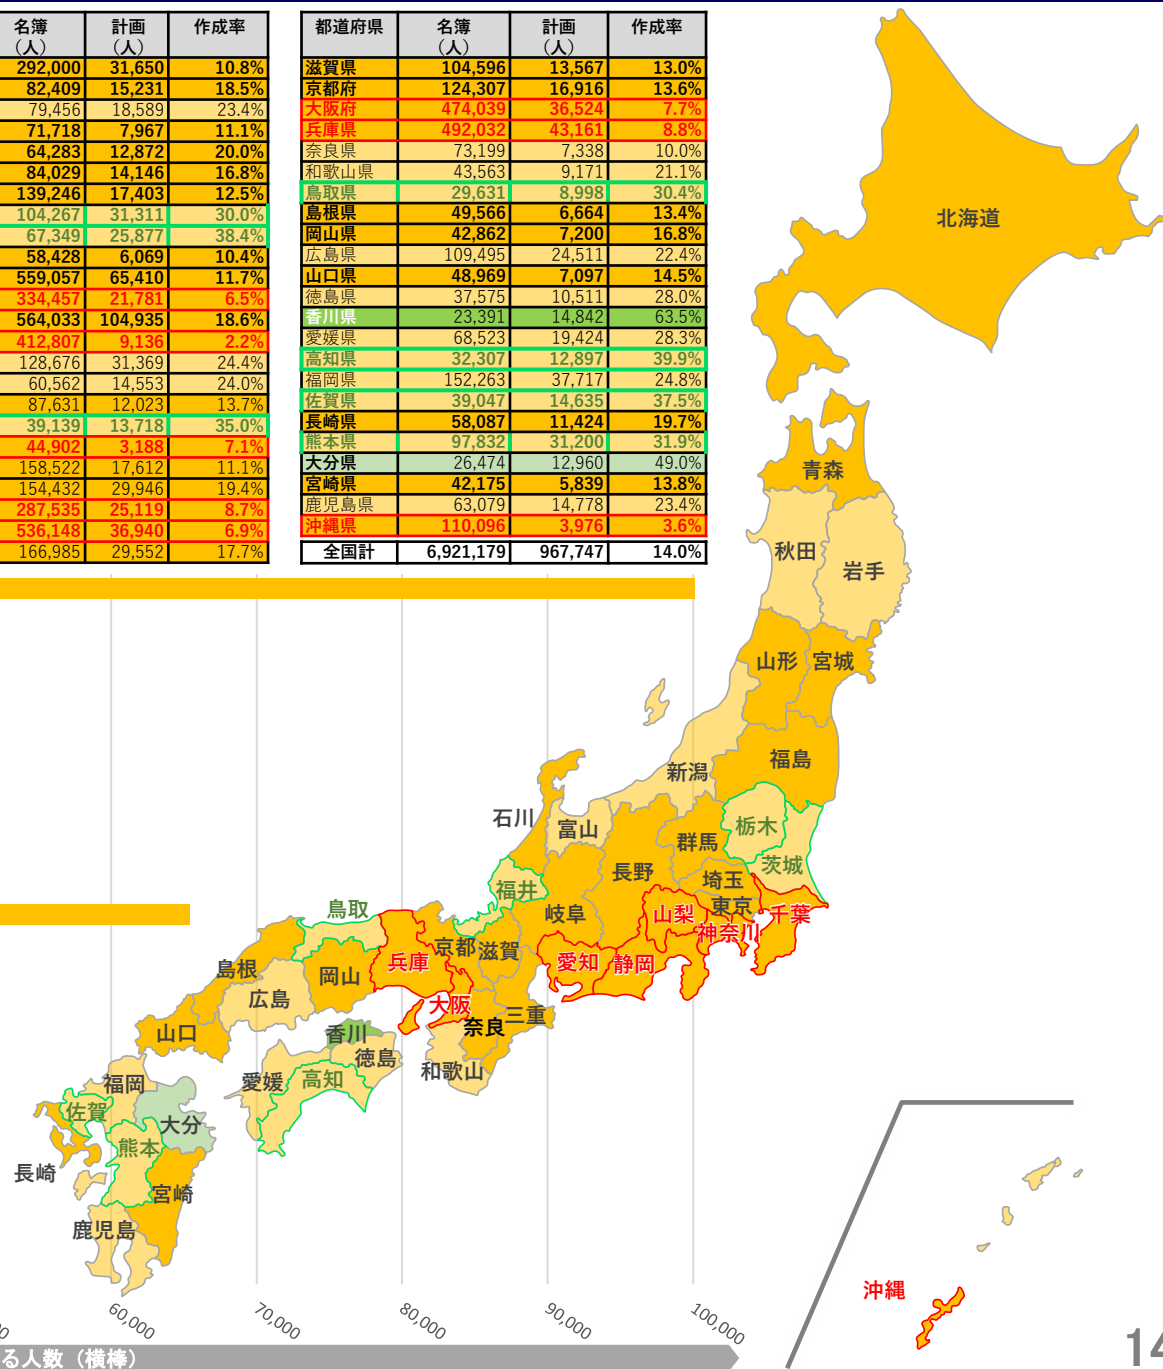 名簿 計画 作成率
（人） （人）
292,000 31,650 10.8%
82,409 15,231 18.5%
79,456 18,589 23.4%
71,718 7,967 11.1%
64,283 12,872 20.0%
84,029 14,146 16.8%
139,246 17,403 12.5%
104,267 31,311 30.0%
67,349 25,877 38.4%
58,428 6,069 10.4%
559,057 65,410 11.7%
334,457 21,781 6.5%
564,033 104,935 18.6%
412,807 9,136 2.2%
128,676 31,369 24.4%
60,562 14,553 24.0%
87,631 12,023 13.7%
39,139 13,718 35.0%
44,902 3,188 7.1%
158,522 17,612 11.1%
154,432 29,946 19.4%
287,535 25,119 8.7%
536,148 36,940 6.9%
166,985 29,552 17.7%
都道府県 名簿 計画 作成率
（人） （人）
滋賀県 104,596 13,567 13.0%
京都府 124,307 16,916 13.6%
大阪府 474,039 36,524 7.7%
兵庫県 492,032 43,161 8.8%
奈良県 73,199 7,338 10.0%
和歌山県 43,563 9,171 21.1%
鳥取県 29,631 8,998 30.4%
島根県 49,566 6,664 13.4%
岡山県 42,862 7,200 16.8%
広島県 109,495 24,511 22.4%
山口県 48,969 7,097 14.5%
徳島県 37,575 10,511 28.0%
香川県 23,391 14,842 63.5%
愛媛県 68,523 19,424 28.3%
高知県 32,307 12,897 39.9%
福岡県 152,263 37,717 24.8%
佐賀県 39,047 14,635 37.5%
長崎県 58,087 11,424 19.7%
熊本県 97,832 31,200 31.9%
大分県 26,474 12,960 49.0%
宮崎県 42,175 5,839 13.8%
鹿児島県 63,079 14,778 23.4%
沖縄県 110,096 3,976 3.6%
全国計 6,921,179 967,747 14.0%
北海道
青森
秋田
岩手
山形
宮城
福島
新潟
石川
富山
栃木
群馬
茨城
長野
埼玉
福井
東京
岐阜
山梨
千葉
鳥取
神奈川
京都
滋賀
兵庫
愛知
静岡
島根
岡山
広島
大阪
三重
奈良
山口
香川
徳島
和歌山
福岡
愛媛
高知
佐賀
大分
熊本
長崎
宮崎
鹿児島
沖縄
60,000
70,000
80,000
90,000
100,000
る人数（横棒）
14